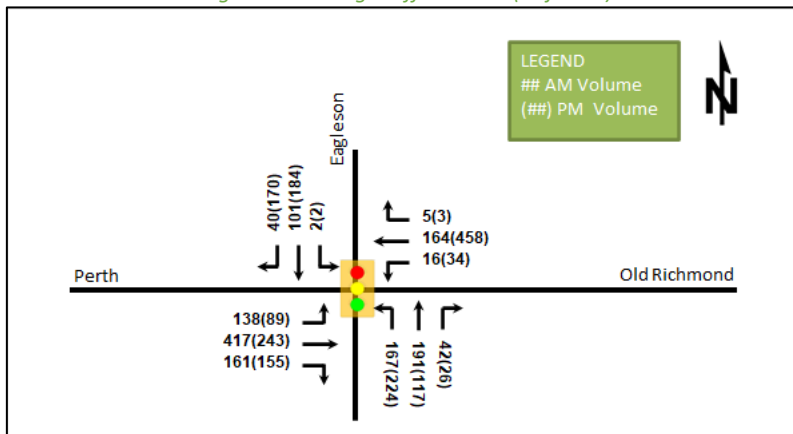 LEGEND
## AM Volume
(##) PM Volume
N
Eagleson
40(170)
101(184)
2(2)
5(3)
164(458)
16(34)
Perth
Old Richmond
138(89)
417(243)
161(155)
167(224)
191(117)
42(26)